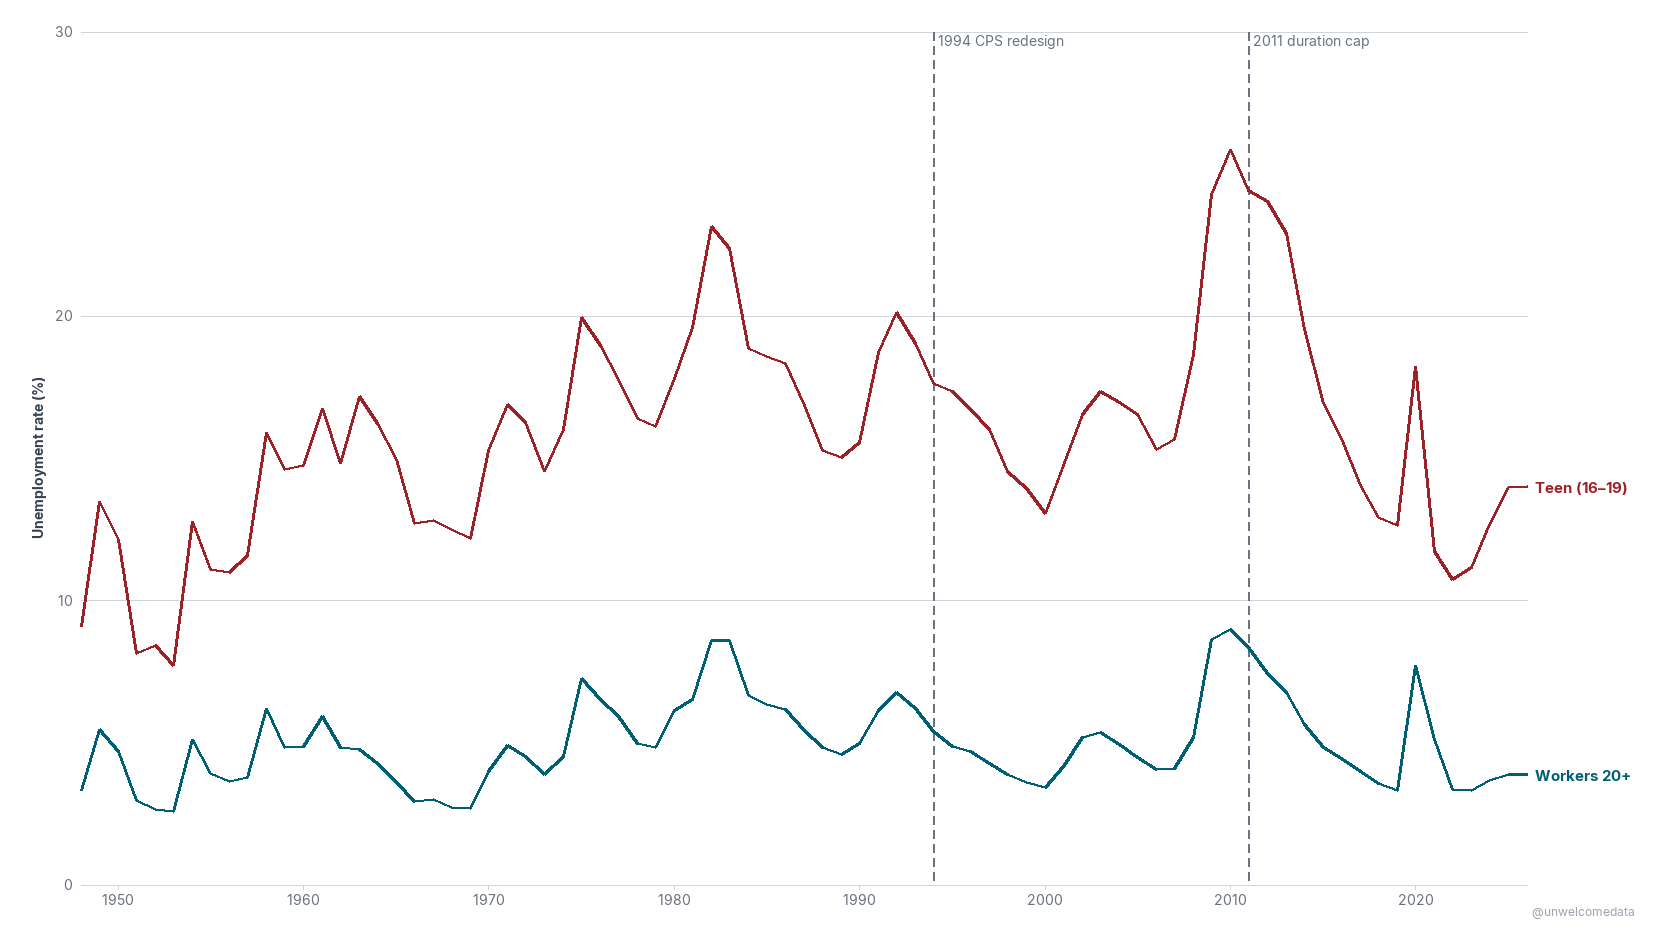 30
1994 CPS redesign
2011 duration cap
20
Unemployment rate (%)
Teen (16–19)
10
Workers 20+
0
1950
1960
1970
1980
1990
2000
2010
2020
@unwelcomedata